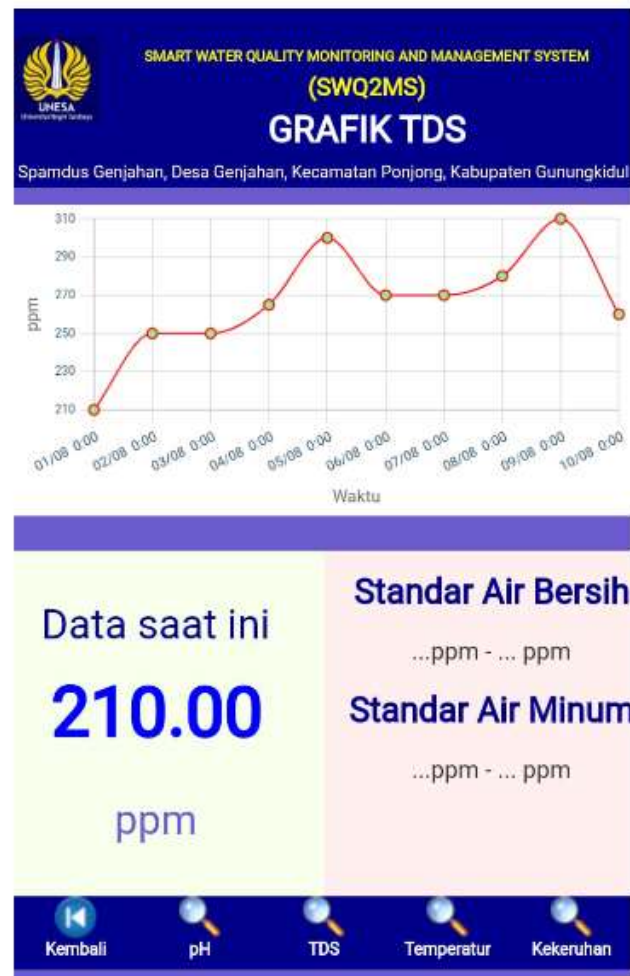 SMART WATER QUALITY MONITORING AND MANAGEMENT SYSTEM
(SWQ2MS)
GRAFIK TDS
UNESA
Universitas Negeri Surabaya
Spamdus Genjahan, Desa Genjahan, Kecamatan Ponjong, Kabupaten Gunungkidul
310
290
270
250
230
210
ppm
01/08 0:00 02/08 0:00 03/08 0:00 04/08 0:00 05/08 0:00 06/08 0:00 07/08 0:00 08/08 0:00 09/08 0:00 10/08 0:00
Waktu
Data saat ini
210.00
ppm
Standar Air Bersih
...ppm - ... ppm
Standar Air Minum
...ppm - ... ppm
Kembali pH TDS Temperatur Kekeruhan